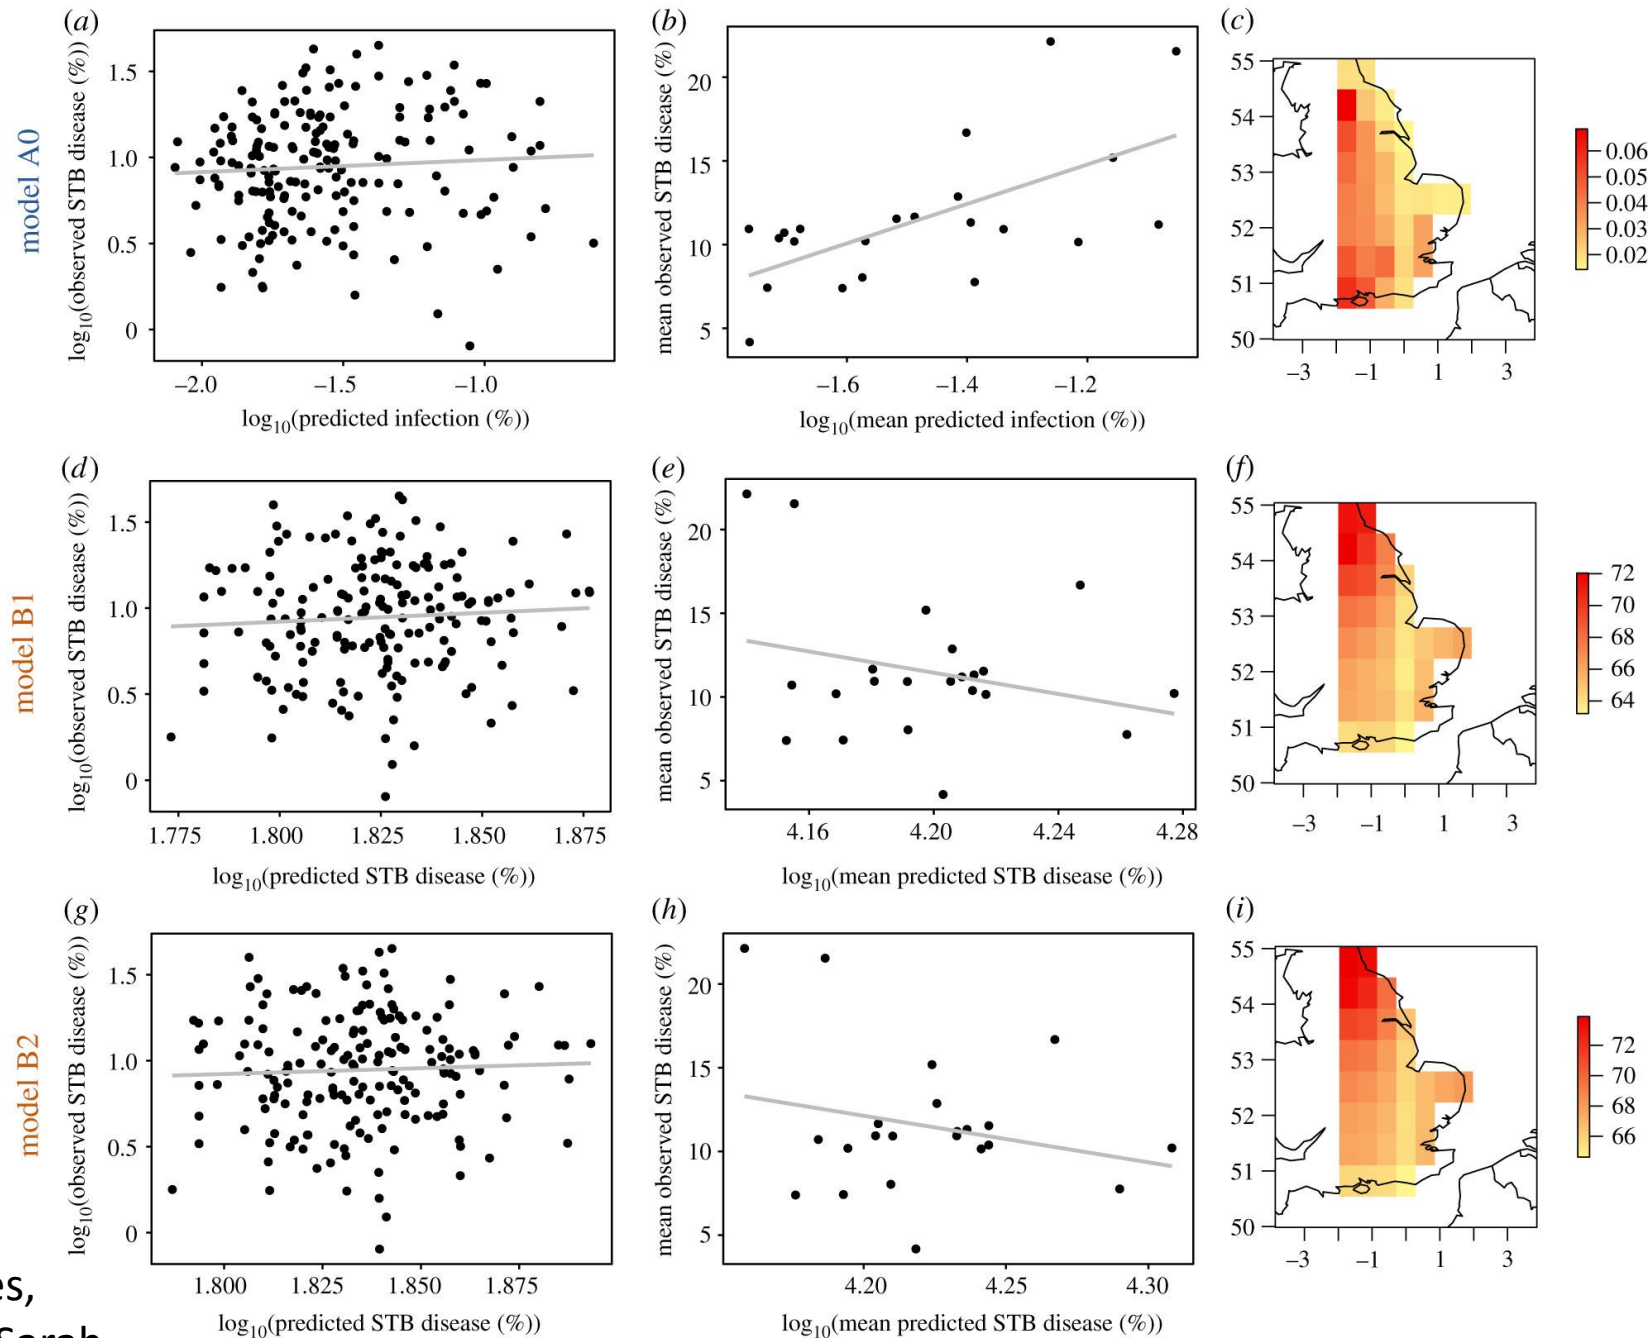 (a)
(b)
(c)
model A0
log10(observed STB disease (%))
1.5
1.0
0.5
0
–2.0 –1.5 –1.0
log10(predicted infection (%))
mean observed STB disease (%)
20
15
10
5
–1.6 –1.4 –1.2
log10(mean predicted infection (%))
55
54
53
52
51
50
–3 –1 1 3
0.06
0.05
0.04
0.03
0.02
(d)
(e)
(f)
model B1
log10(observed STB disease (%))
1.5
1.0
0.5
0
1.775 1.800 1.825 1.850 1.875
log10(predicted STB disease (%))
mean observed STB disease (%)
20
15
10
5
4.16 4.20 4.24 4.28
log10(mean predicted STB disease (%))
55
54
53
52
51
50
–3 –1 1 3
72
70
68
66
64
(g)
(h)
(i)
model B2
log10(observed STB disease (%))
1.5
1.0
0.5
0
1.800 1.825 1.850 1.875
log10(predicted STB disease (%))
mean observed STB disease (%)
20
15
10
5
4.20 4.25 4.30
log10(mean predicted STB disease (%))
55
54
53
52
51
50
–3 –1 1 3
72
70
68
66
es,